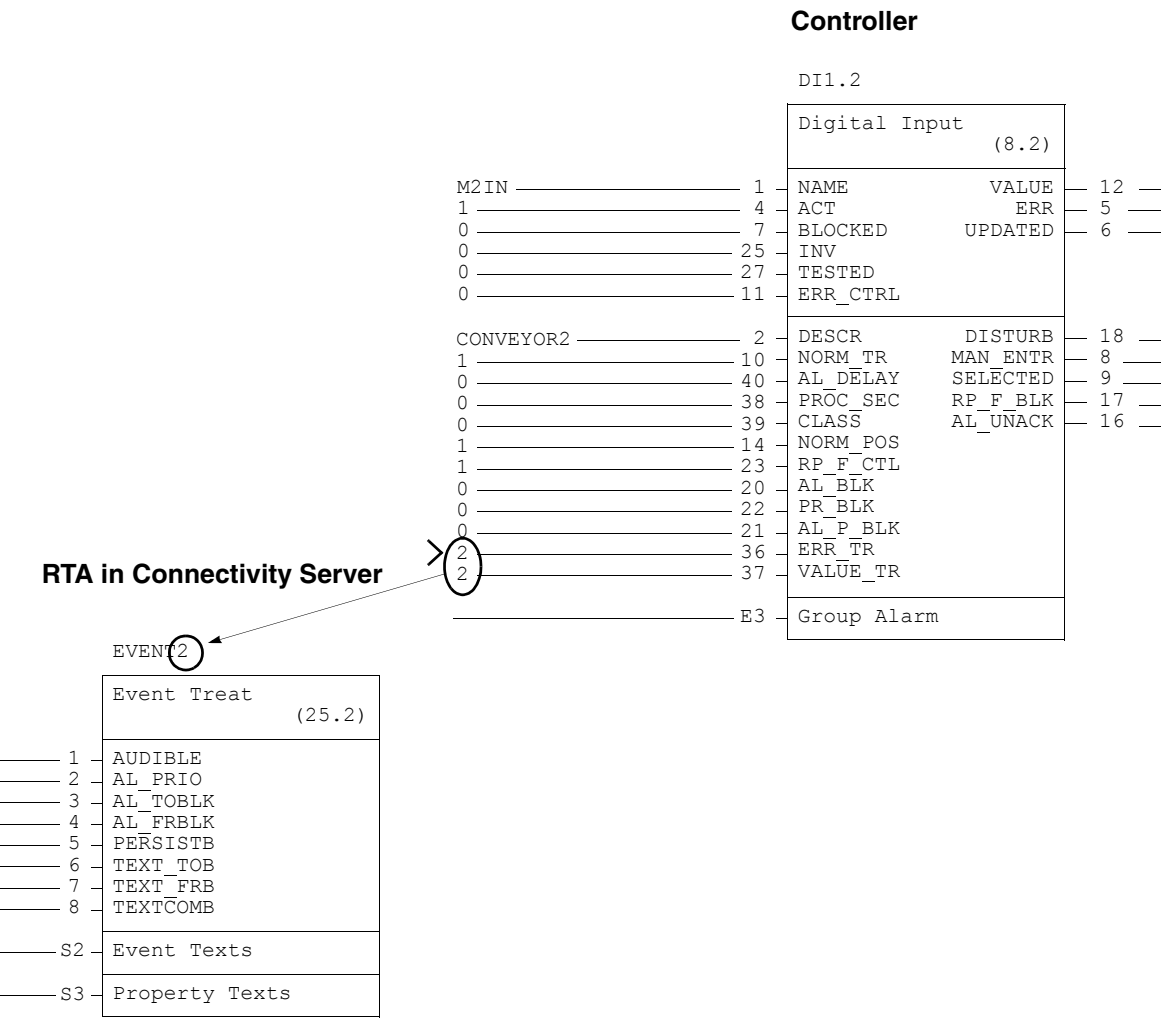 Controller
DI1.2
Digital Input
(8.2)
M2IN 1 NAME VALUE 12
1 4 ACT ERR 5
0 7 BLOCKED UPDATED 6
0 25 INV
0 27 TESTED
0 11 ERR_CTRL
CONVEYOR2 2 DESCR DISTURB 18
1 10 NORM_TR MAN_ENTR 8
0 40 AL_DELAY SELECTED 9
0 38 PROC_SEC RP_F_BLK 17
0 39 CLASS AL_UNACK 16
1 14 NORM_POS
1 23 RP_F_CTL
0 20 AL_BLK
0 22 PR_BLK
0 21 AL_P_BLK
2 36 ERR_TR
2 37 VALUE_TR
E3 Group Alarm
RTA in Connectivity Server
EVENT2
Event Treat
(25.2)
1 AUDIBLE
2 AL_PRIO
3 AL_TOBLK
4 AL_FRBLK
5 PERSISTB
6 TEXT_TOB
7 TEXT_FRB
8 TEXTCOMB
S2 Event Texts
S3 Property Texts